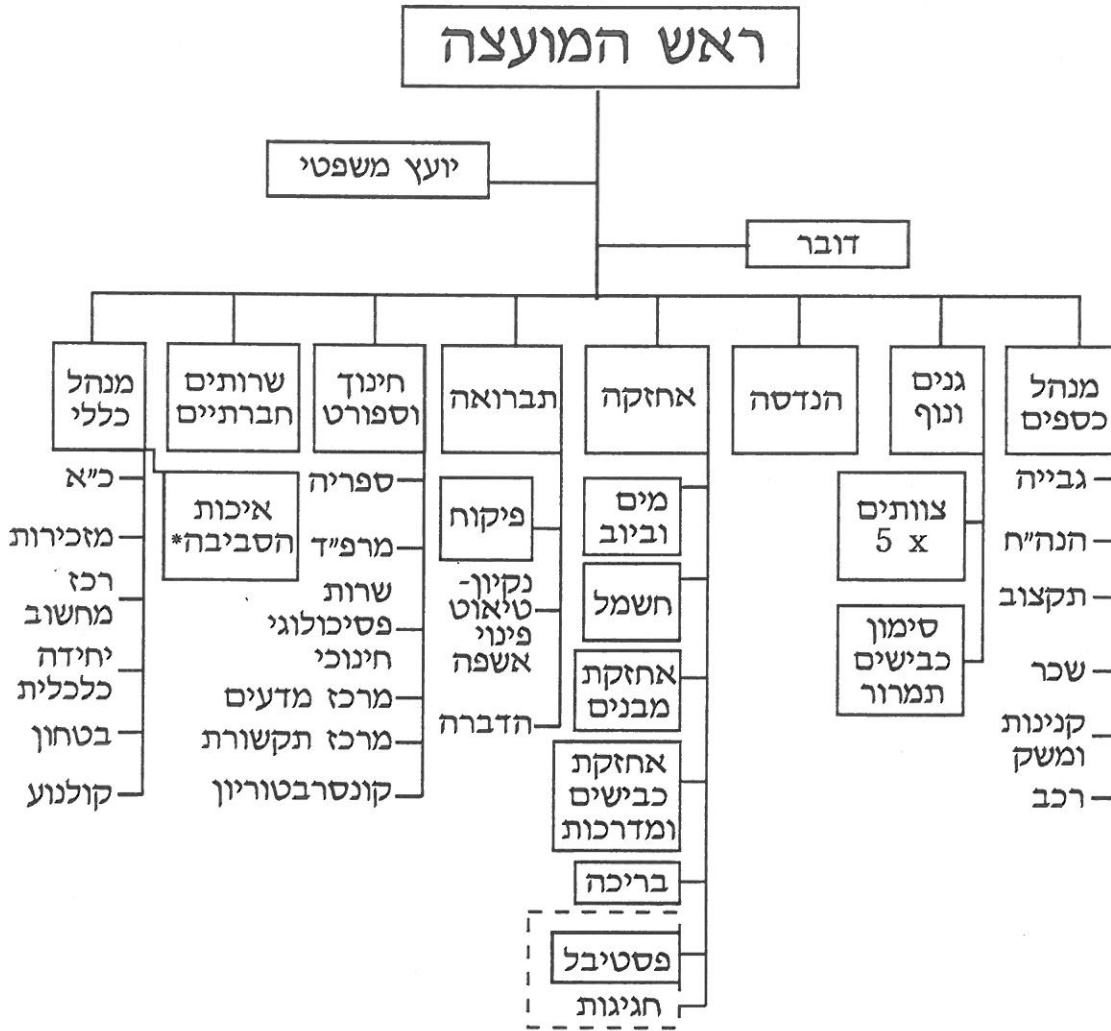 ראש המועצה
יועץ משפטי
דובר
מנהל
כספים
גבייה
הנה"ח
תקצוב
שכר
קנינות
ומשק
רכב
גנים
ונוף
צוותים
5 x
סימון
כבישים
תמרור
הנדסה
אחזקה
מים
וביוב
חשמל
אחזקת
מבנים
אחזקת
כבישים
ומדרכות
בריכה
פסטיבל
חגיגות
תברואה
פיקוח
נקיון-
טיאוט
פינוי
אשפה
הדברה
חינוך
וספורט
ספריה
מרפ"ד
שרות
פסיכולוגי
חינוכי
מרכז מדעים
מרכז תקשורת
קונסרבטוריון
שרותים
חברתיים
איכות
הסביבה*
מנהל
כללי
כ"א
מזכירות
רכז
מחשוב
יחידה
כלכלית
בטחון
קולנוע